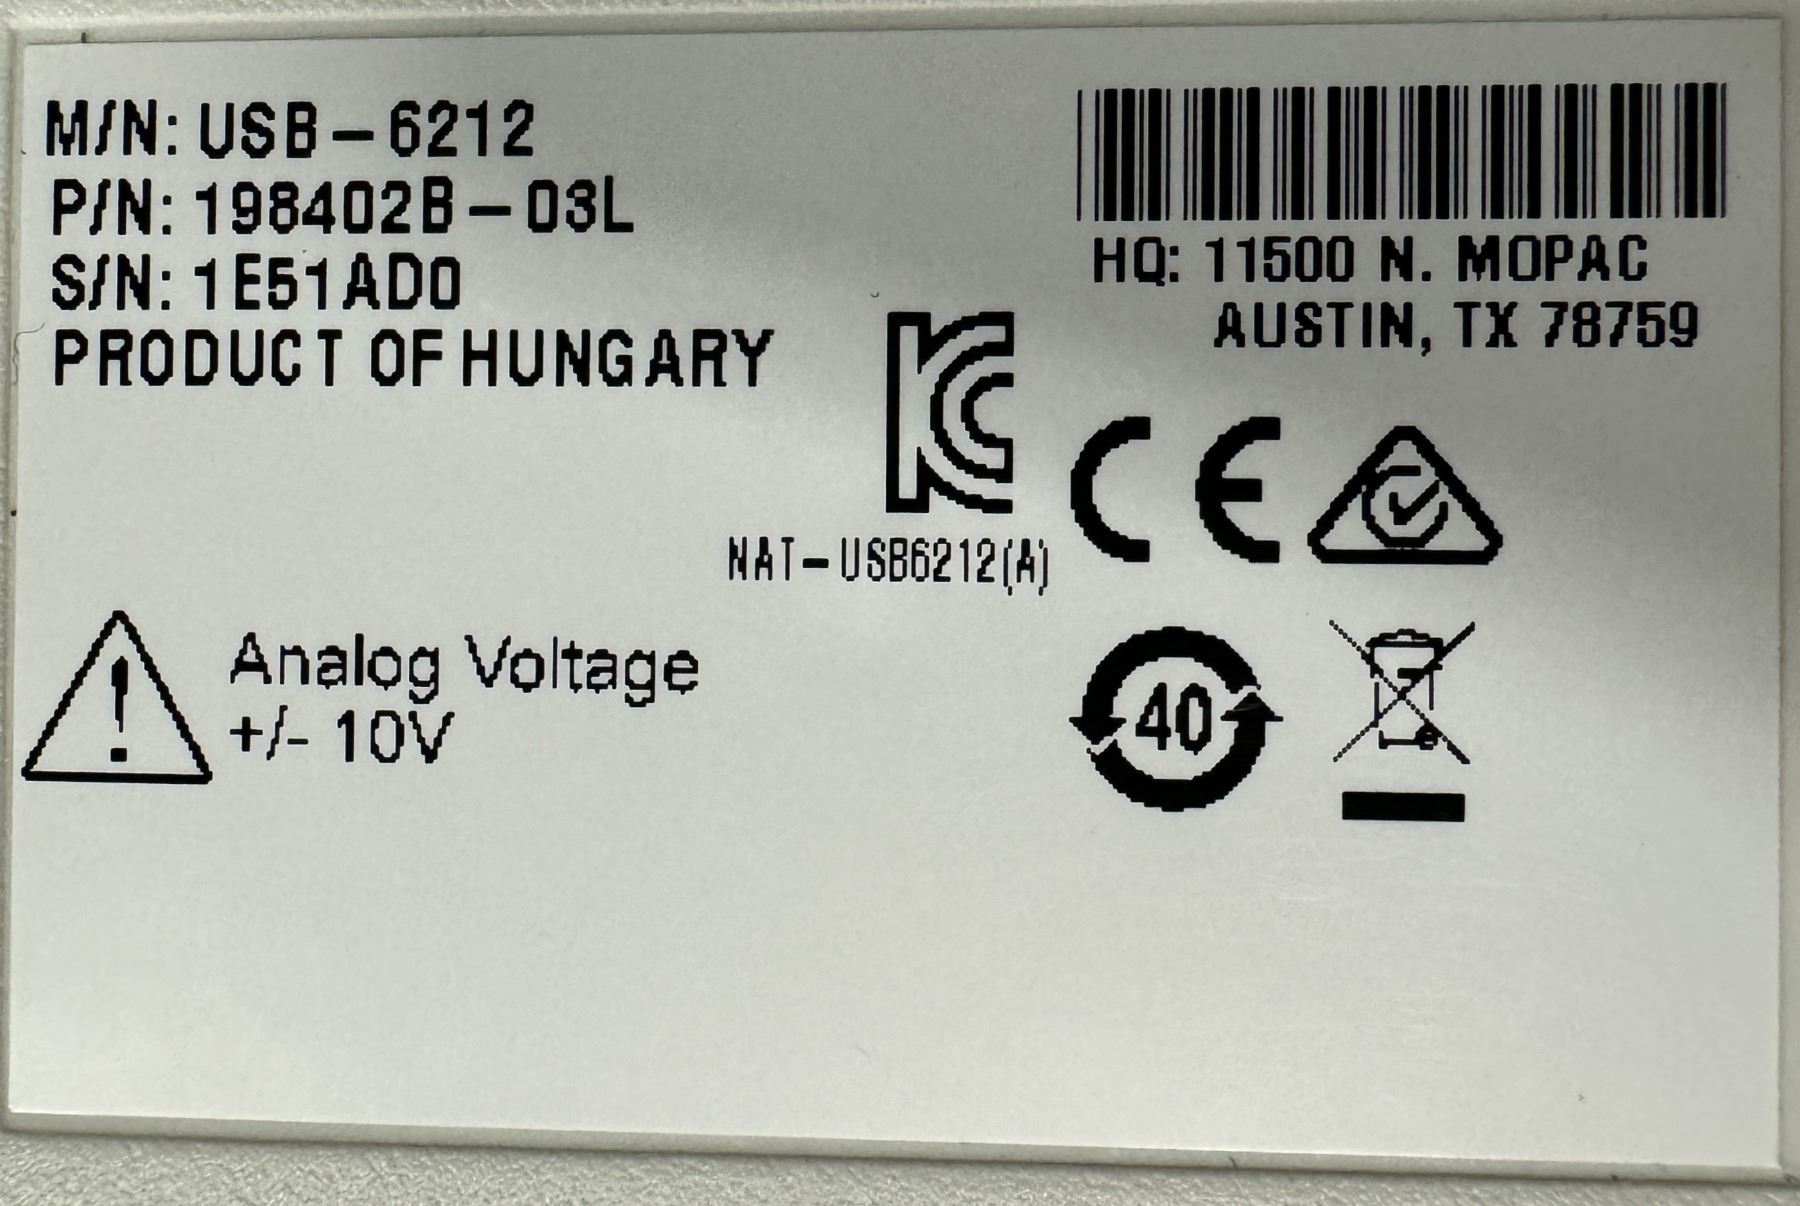 M/N: USB-6212
P/N: 198402B-03L
S/N: 1E51AD0
PRODUCT OF HUNGARY
HQ: 11500 N. MOPAC
AUSTIN, TX 78759
NAT-USB6212(A)
Analog Voltage
+/- 10V
40
e